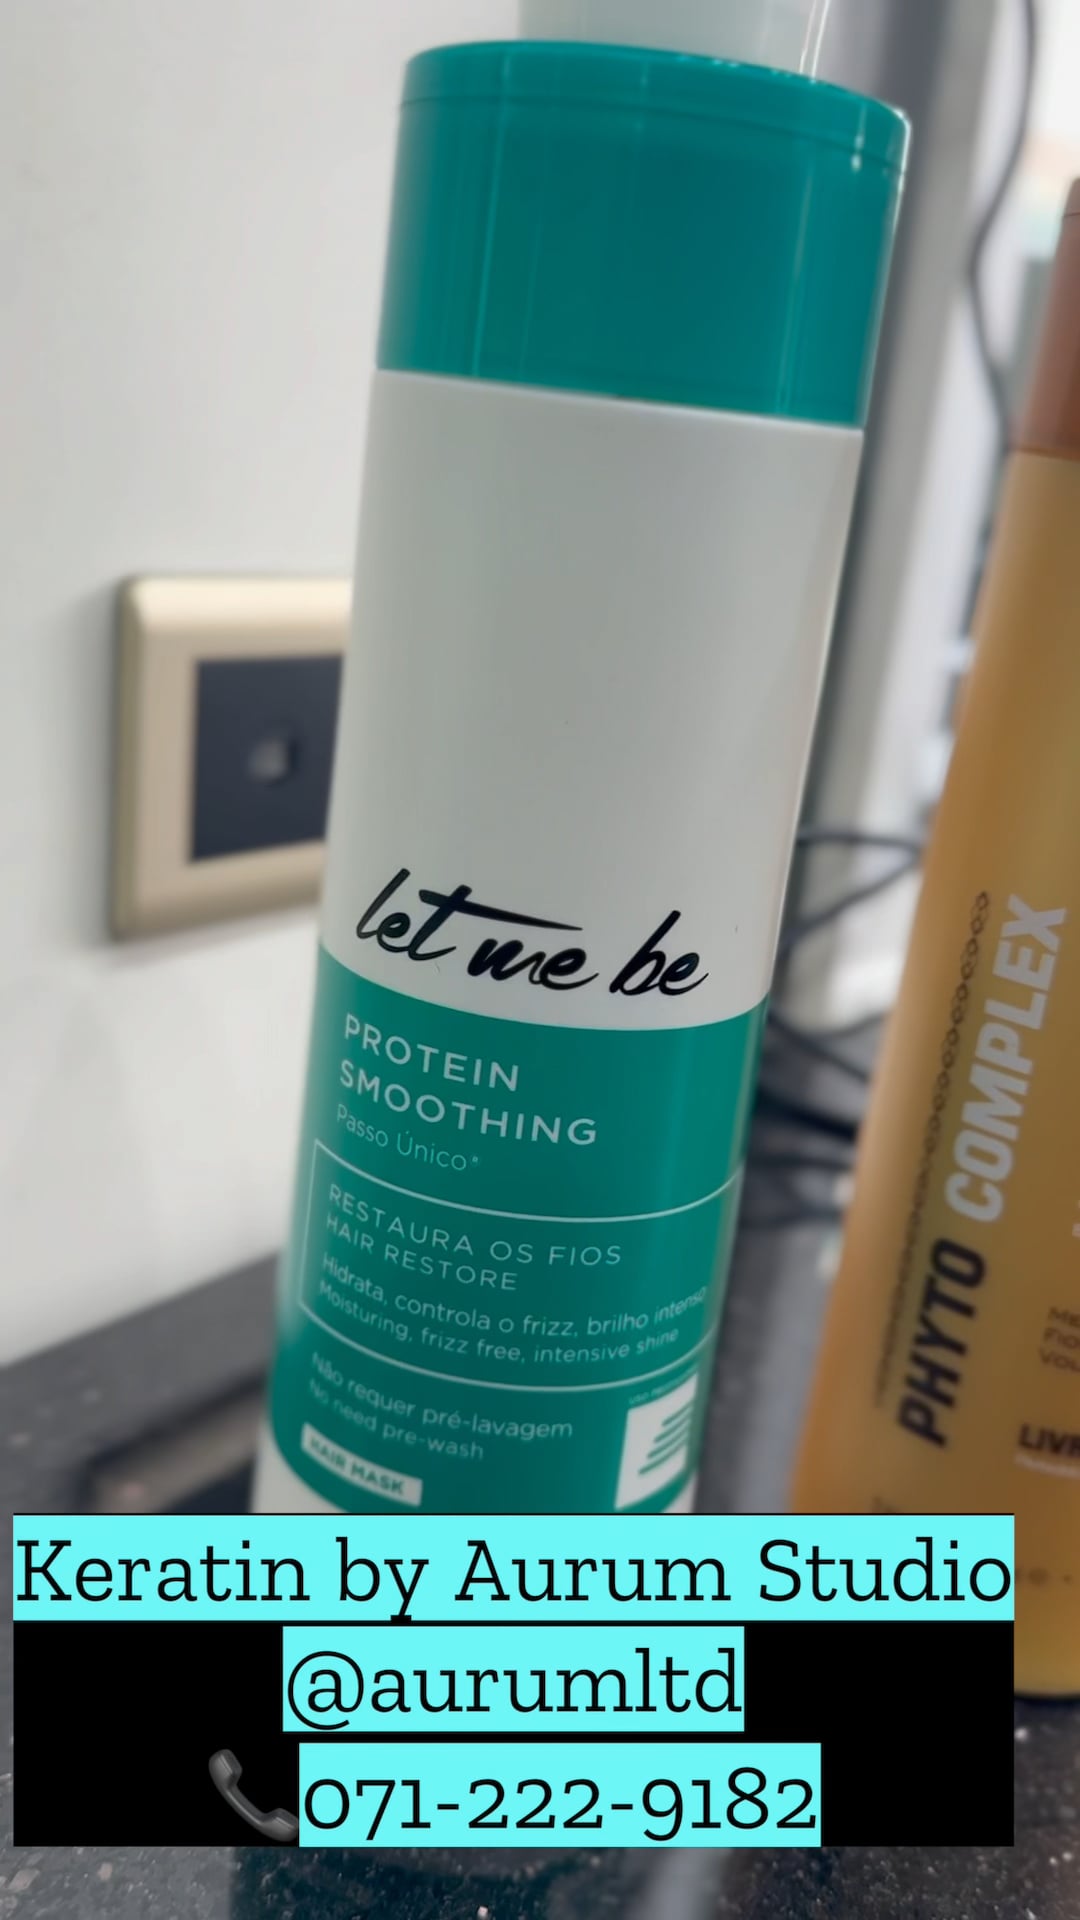 let me be
PROTEIN
SMOOTHING
Passo Único®
RESTAURA OS FIOS
HAIR RESTORE
Hidrata, controla o frizz, brilho intenso
Moisturing, frizz free, intensive shine
Não requer pré-lavagem
No need pre-wash
HAIR MASK
PHYTO COMPLEX
Keratin by Aurum Studio
@aurumltd
📞071-222-9182